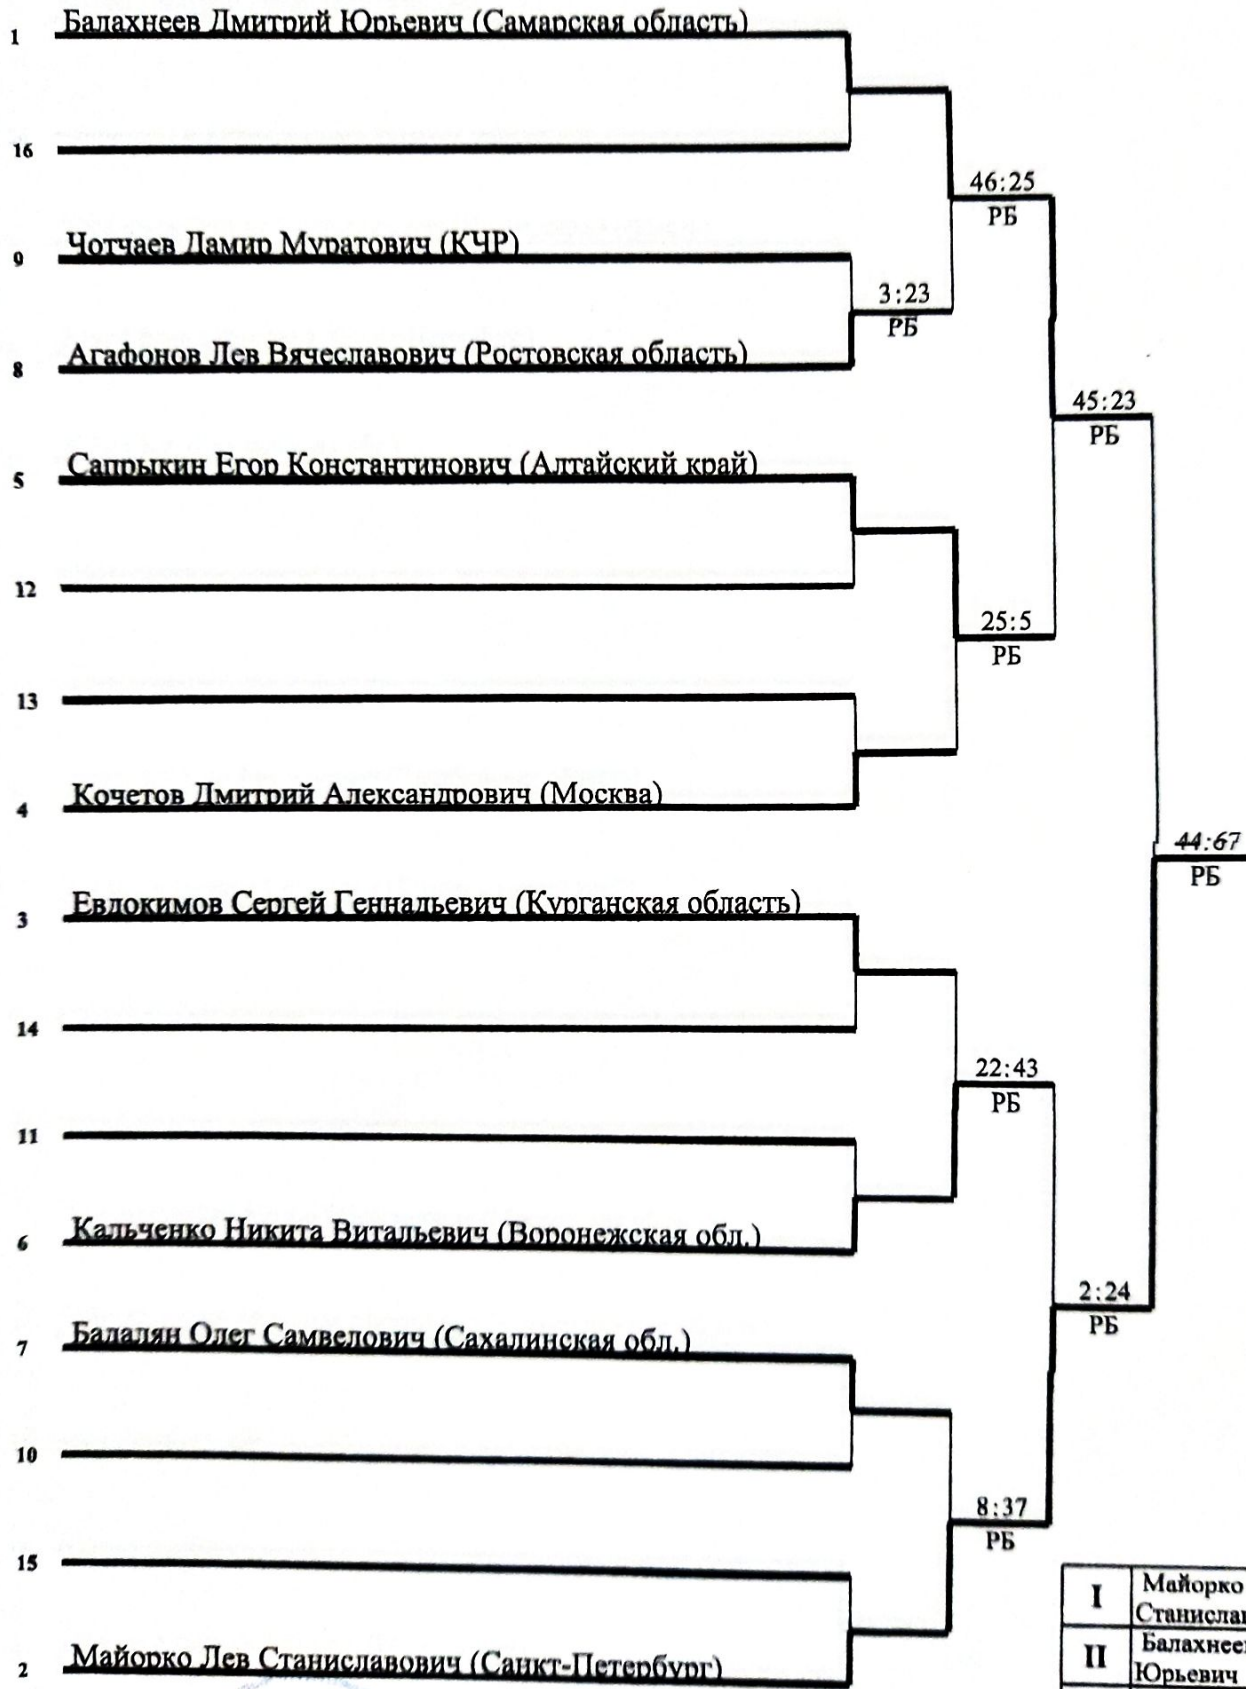 1 Балахнеев Дмитрий Юрьевич (Самарская область)
16
46:25
РБ
9 Чотчаев Дамир Муратович (КЧР)
3:23
РБ
8 Агафонов Лев Вячеславович (Ростовская область)
45:23
РБ
5 Сапрыкин Егор Константинович (Алтайский край)
12
25:5
РБ
13
4 Кочетов Дмитрий Александрович (Москва)
44:67
РБ
3 Евдокимов Сергей Геннадьевич (Курганская область)
14
22:43
РБ
11
6 Кальченко Никита Витальевич (Воронежская обл.)
2:24
РБ
7 Бадалян Олег Самвелович (Сахалинская обл.)
10
8:37
РБ
15
I Майорко
Станислав
2 Майорко Лев Станиславович (Санкт-Петербург)
II Балахнеев
Юрьевич